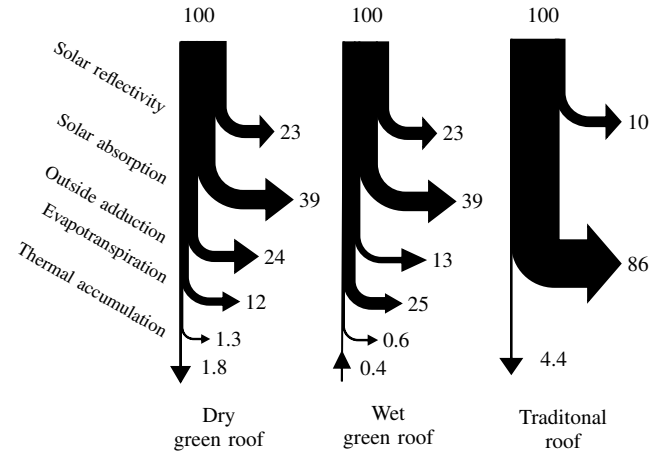 100
100
100
Solar reflectivity
Solar absorption
Outside adduction
Evapotranspiration
Thermal accumulation
23
39
24
12
1.3
1.8
23
39
13
25
0.6
0.4
10
86
4.4
Dry
green roof
Wet
green roof
Traditonal
roof